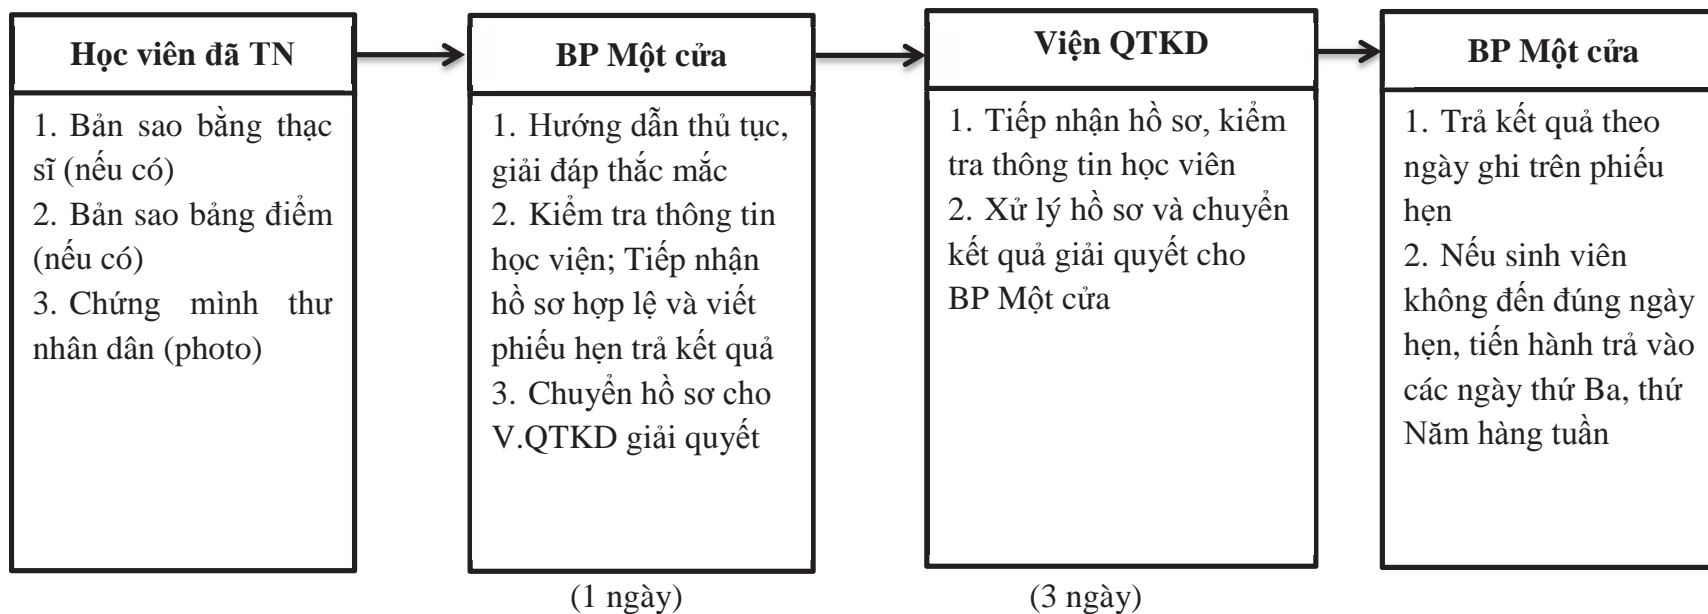 Học viên đã TN
1. Bản sao bằng thạc
sĩ (nếu có)
2. Bản sao bảng điểm
(nếu có)
3. Chứng mình thư
nhân dân (photo)
BP Một cửa
1. Hướng dẫn thủ tục,
giải đáp thắc mắc
2. Kiểm tra thông tin
học viện; Tiếp nhận
hồ sơ hợp lệ và viết
phiếu hẹn trả kết quả
3. Chuyển hồ sơ cho
V.QTKD giải quyết
(1 ngày)
Viện QTKD
1. Tiếp nhận hồ sơ, kiểm
tra thông tin học viên
2. Xử lý hồ sơ và chuyển
kết quả giải quyết cho
BP Một cửa
(3 ngày)
BP Một cửa
1. Trả kết quả theo
ngày ghi trên phiếu
hẹn
2. Nếu sinh viên
không đến đúng ngày
hẹn, tiến hành trả vào
các ngày thứ Ba, thứ
Năm hàng tuần